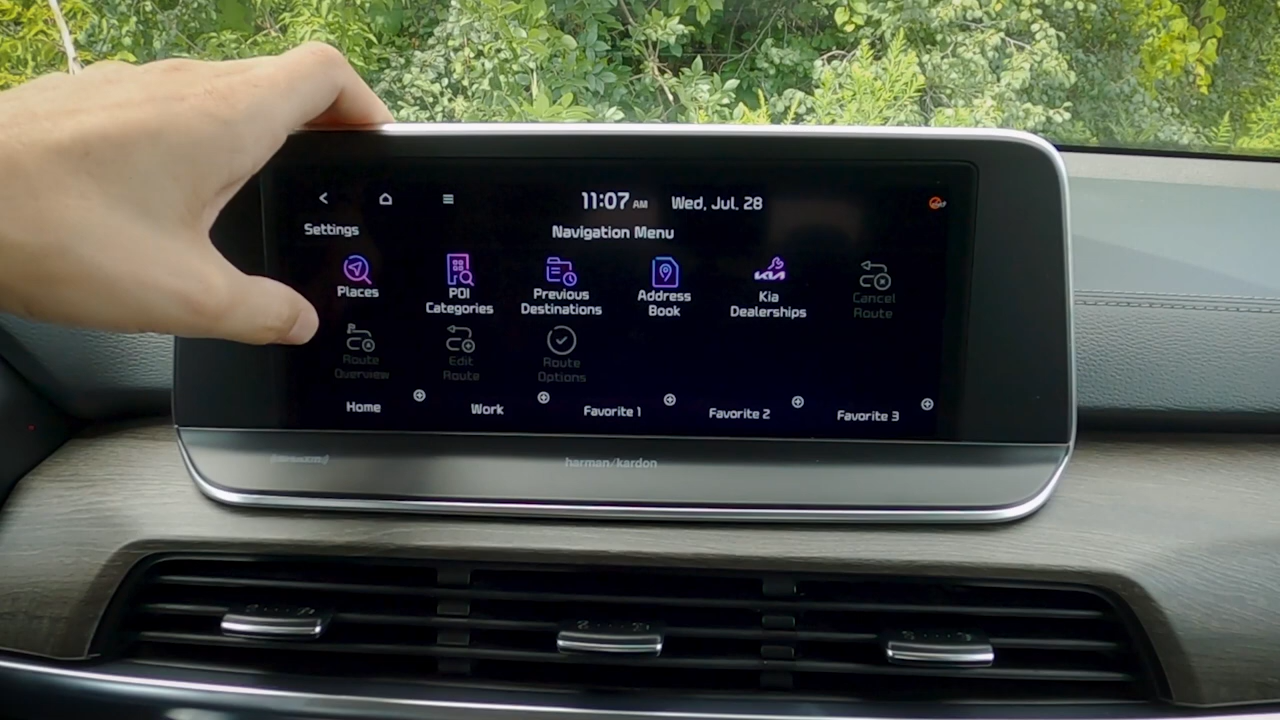 11:07 AM Wed, Jul. 28
Settings
Navigation Menu
Places
POI
Categories
Previous
Destinations
Address
Book
Kia
Dealerships
Cancel
Route
Route
Overview
Edit
Route
Route
Options
Home
Work
Favorite 1
Favorite 2
Favorite 3
((SiriusXM))
harman/kardon